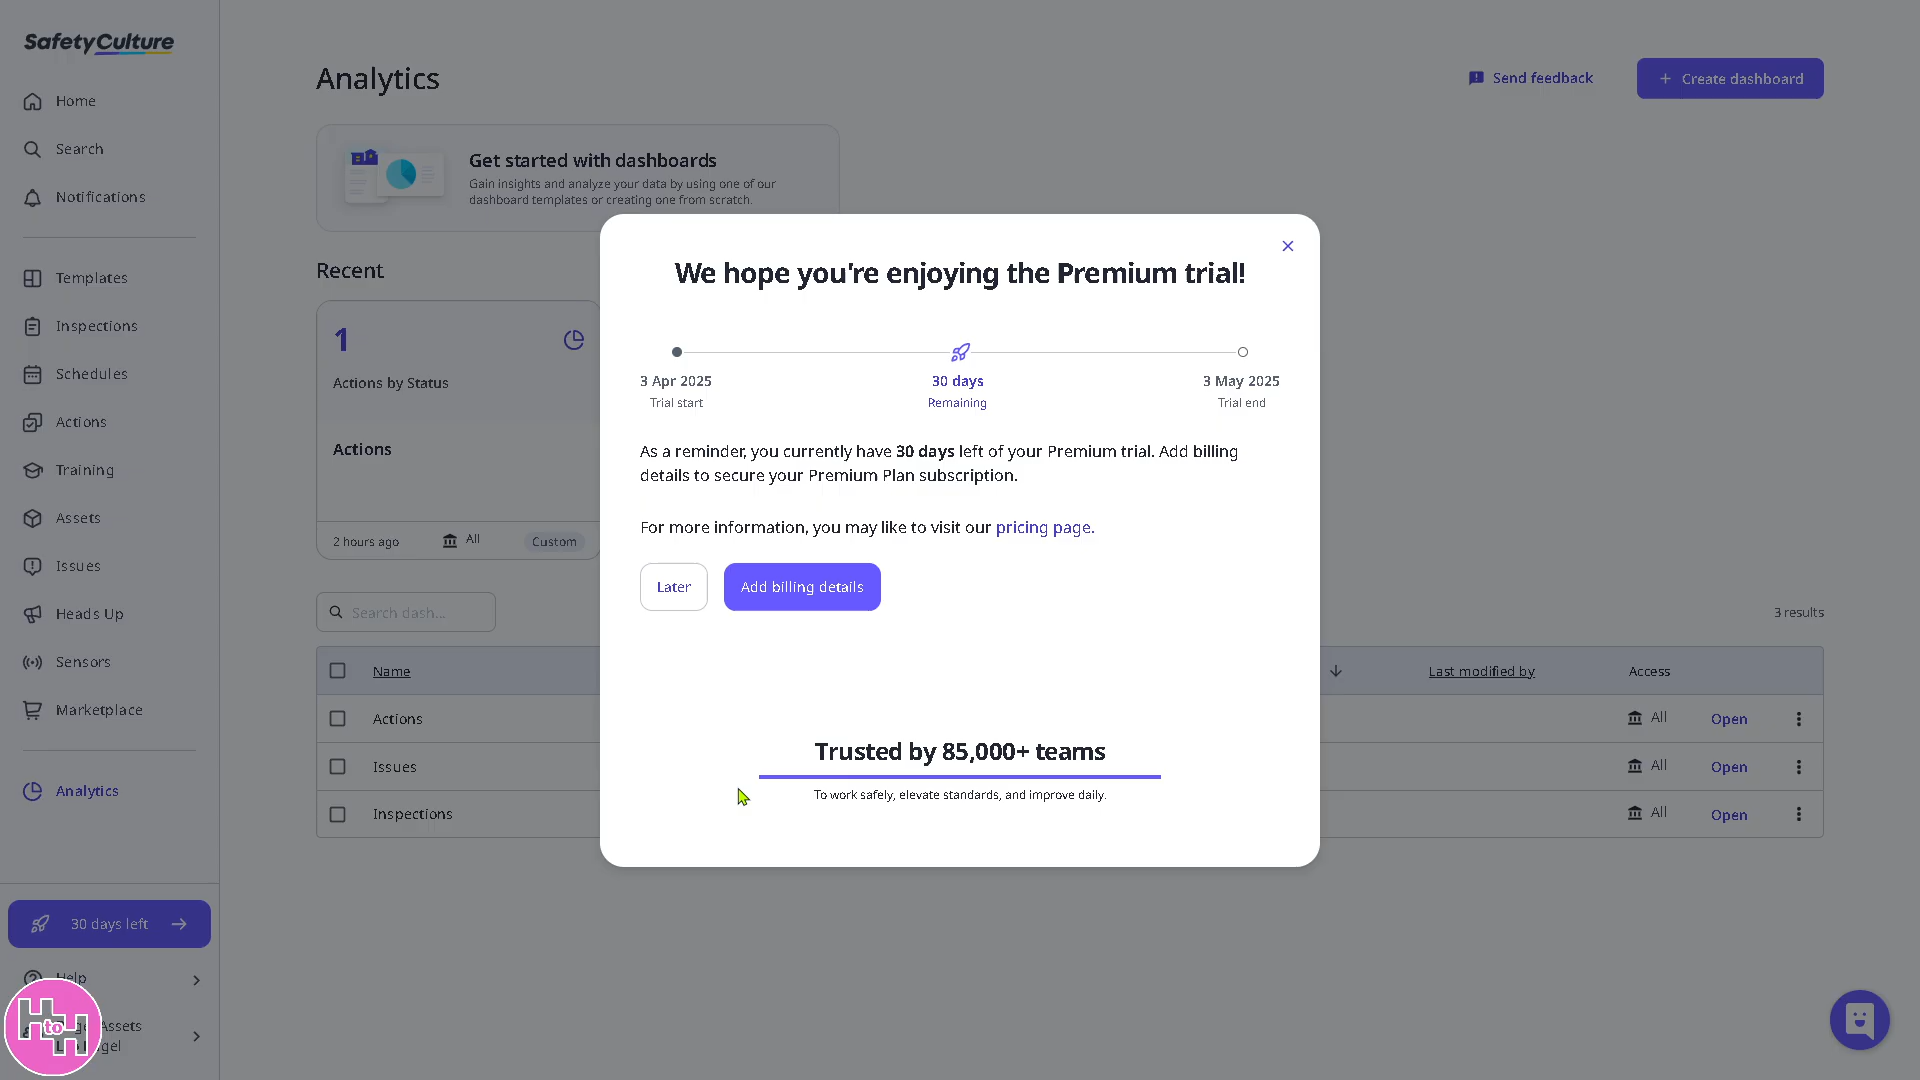 SafetyCulture
Home
Search
Notifications
Templates
Inspections
Schedules
Actions
Training
Assets
Issues
Heads Up
Sensors
Marketplace
Analytics
30 days left
Help
Assets
Analytics
Send feedback
+ Create dashboard
Get started with dashboards
Gain insights and analyze your data by using one of our
dashboard templates or creating one from scratch.
Recent
1
Actions by Status
Actions
2 hours ago
All
Custom
Search dash...
3 results
Name
Last modified by
Access
Actions
All
Open
Issues
All
Open
Inspections
All
Open
We hope you're enjoying the Premium trial!
3 Apr 2025
30 days
3 May 2025
Trial start
Remaining
Trial end
As a reminder, you currently have 30 days left of your Premium trial. Add billing
details to secure your Premium Plan subscription.
For more information, you may like to visit our pricing page.
Later
Add billing details
Trusted by 85,000+ teams
To work safely, elevate standards, and improve daily.
H to H